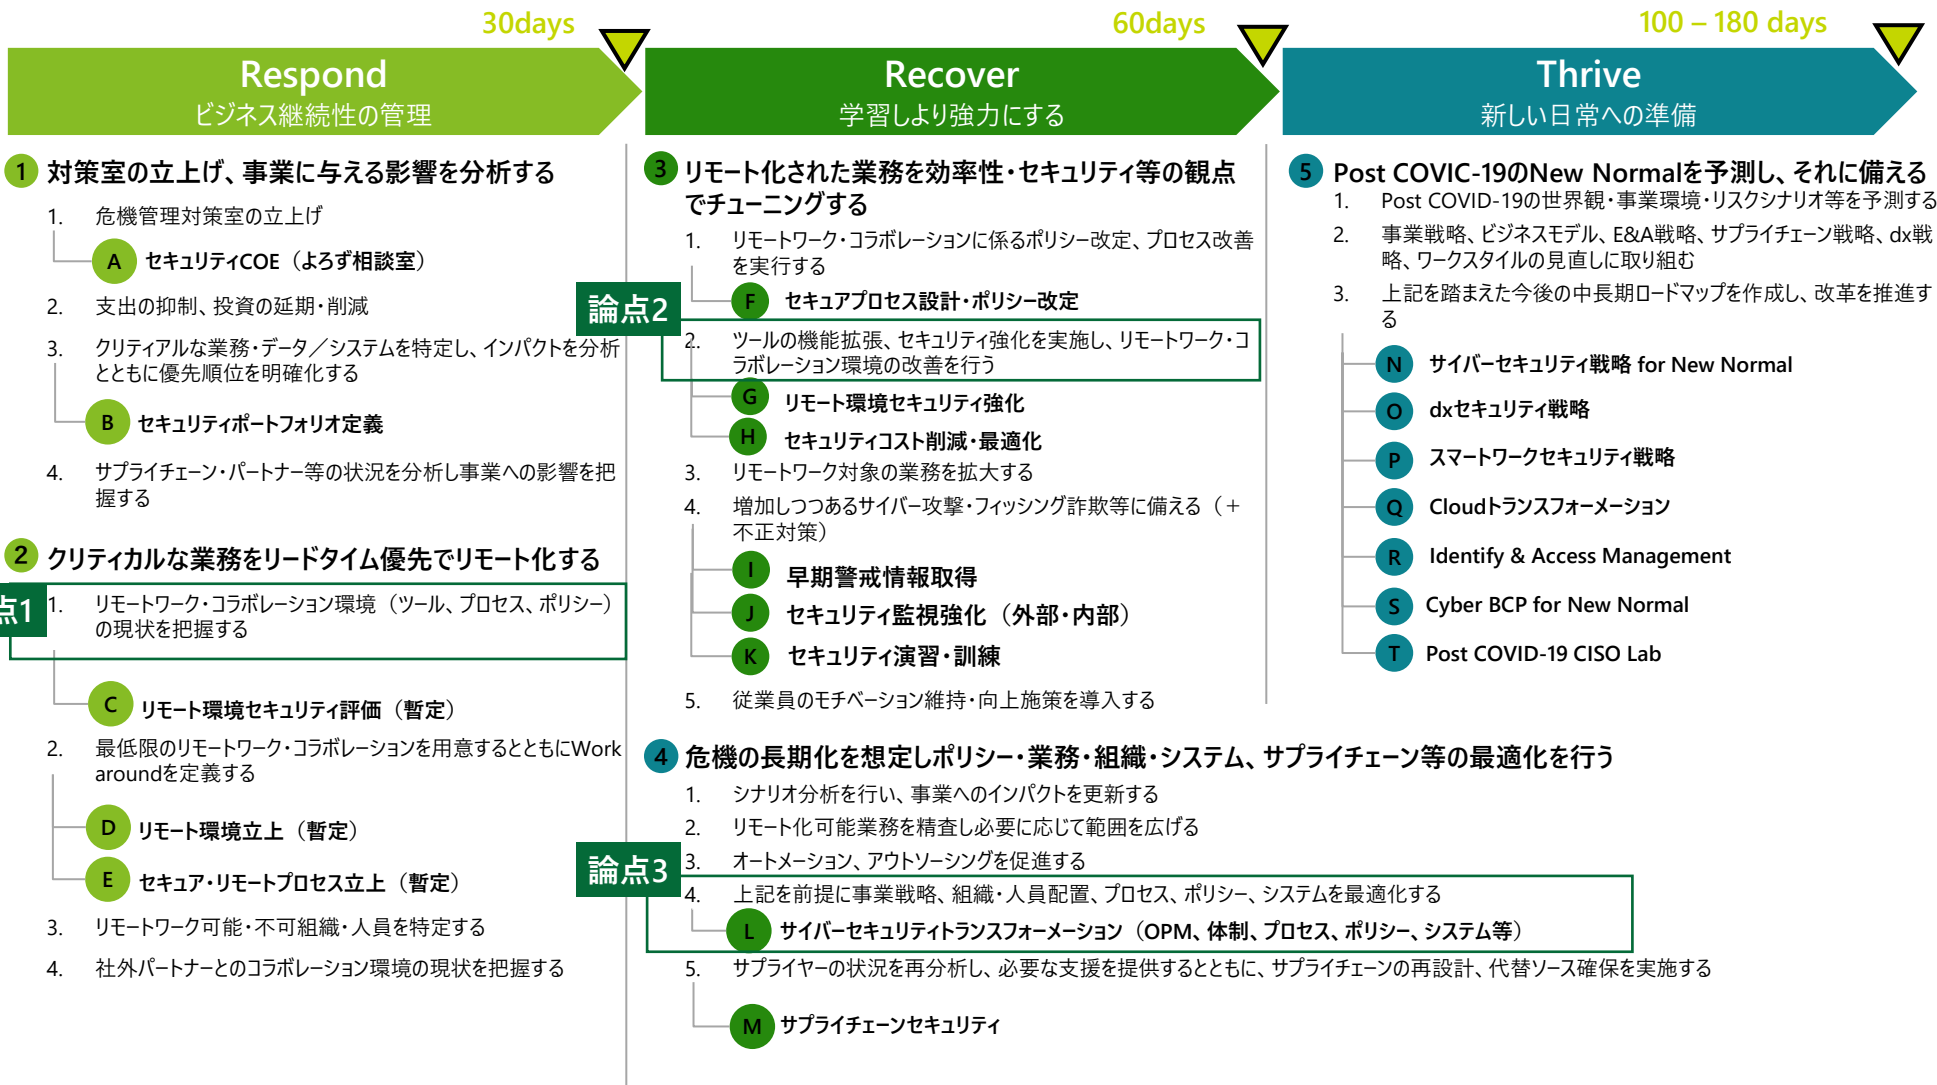 30days
Respond
ビジネス継続性の管理
60days
Recover
学習しより強力にする
100 – 180 days
Thrive
新しい日常への準備
1 対策室の立上げ、事業に与える影響を分析する
1. 危機管理対策室の立上げ
A セキュリティCOE（よろず相談室）
2. 支出の抑制、投資の延期・削減
3. クリティアルな業務・データ／システムを特定し、インパクトを分析
とともに優先順位を明確化する
B セキュリティポートフォリオ定義
4. サプライチェーン・パートナー等の状況を分析し事業への影響を把
握する
2 クリティカルな業務をリードタイム優先でリモート化する
点1
1. リモートワーク・コラボレーション環境（ツール、プロセス、ポリシー）
の現状を把握する
C リモート環境セキュリティ評価（暫定）
2. 最低限のリモートワーク・コラボレーションを用意するとともにWork
aroundを定義する
D リモート環境立上（暫定）
E セキュア・リモートプロセス立上（暫定）
3. リモートワーク可能・不可組織・人員を特定する
4. 社外パートナーとのコラボレーション環境の現状を把握する
3 リモート化された業務を効率性・セキュリティ等の観点
でチューニングする
1. リモートワーク・コラボレーションに係るポリシー改定、プロセス改善
を実行する
F セキュアプロセス設計・ポリシー改定
論点2
2. ツールの機能拡張、セキュリティ強化を実施し、リモートワーク・コ
ラボレーション環境の改善を行う
G リモート環境セキュリティ強化
H セキュリティコスト削減・最適化
3. リモートワーク対象の業務を拡大する
4. 増加しつつあるサイバー攻撃・フィッシング詐欺等に備える（＋
不正対策）
I 早期警戒情報取得
J セキュリティ監視強化（外部・内部）
K セキュリティ演習・訓練
5. 従業員のモチベーション維持・向上施策を導入する
4 危機の長期化を想定しポリシー・業務・組織・システム、サプライチェーン等の最適化を行う
1. シナリオ分析を行い、事業へのインパクトを更新する
2. リモート化可能業務を精査し必要に応じて範囲を広げる
3. オートメーション、アウトソーシングを促進する
論点3
4. 上記を前提に事業戦略、組織・人員配置、プロセス、ポリシー、システムを最適化する
L サイバーセキュリティトランスフォーメーション（OPM、体制、プロセス、ポリシー、システム等）
5. サプライヤーの状況を再分析し、必要な支援を提供するとともに、サプライチェーンの再設計、代替ソース確保を実施する
M サプライチェーンセキュリティ
5 Post COVIC-19のNew Normalを予測し、それに備える
1. Post COVID-19の世界観・事業環境・リスクシナリオ等を予測する
2. 事業戦略、ビジネスモデル、E&A戦略、サプライチェーン戦略、dx戦
略、ワークスタイルの見直しに取り組む
3. 上記を踏まえた今後の中長期ロードマップを作成し、改革を推進す
る
N サイバーセキュリティ戦略 for New Normal
O dxセキュリティ戦略
P スマートワークセキュリティ戦略
Q Cloudトランスフォーメーション
R Identify & Access Management
S Cyber BCP for New Normal
T Post COVID-19 CISO Lab